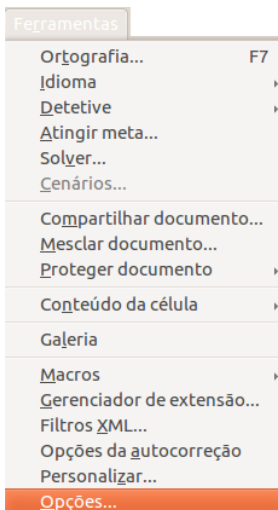 Ferramentas
Ortografia... F7
Idioma
Detetive
Atingir meta...
Solver...
Cenários...
Compartilhar documento...
Mesclar documento...
Proteger documento
Conteúdo da célula
Galeria
Macros
Gerenciador de extensão...
Filtros XML...
Opções da autocorreção
Personalizar...
Opções...